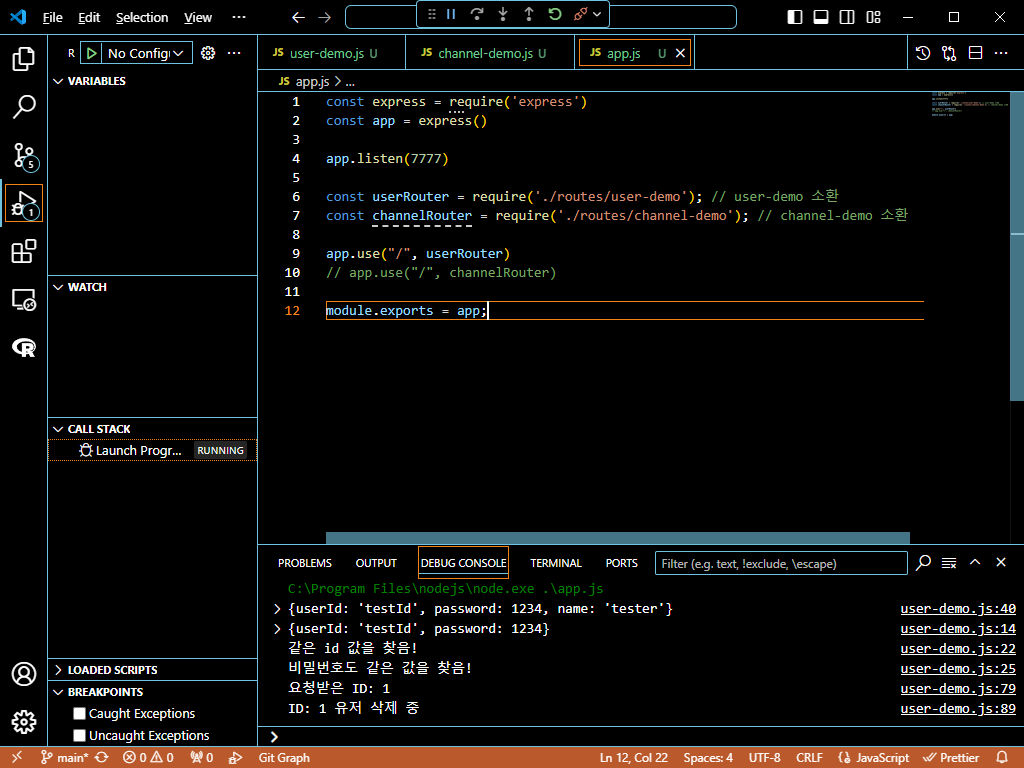 File Edit Selection View ···
R No Config ···
JS user-demo.js U
JS channel-demo.js U
JS app.js U
JS app.js > ...
VARIABLES
1 const express = require('express')
2 const app = express()
3
4 app.listen(7777)
5
6 const userRouter = require('./routes/user-demo'); // user-demo 소환
7 const channelRouter = require('./routes/channel-demo'); // channel-demo 소환
8
9 app.use("/", userRouter)
10 // app.use("/", channelRouter)
11
12 module.exports = app;
5
1
WATCH
CALL STACK
Launch Progr... RUNNING
LOADED SCRIPTS
BREAKPOINTS
Caught Exceptions
Uncaught Exceptions
PROBLEMS OUTPUT DEBUG CONSOLE TERMINAL PORTS Filter (e.g. text, !exclude, \escape)
C:\Program Files\nodejs\node.exe .\app.js
> {userId: 'testId', password: 1234, name: 'tester'} user-demo.js:40
> {userId: 'testId', password: 1234} user-demo.js:14
같은 id 값을 찾음! user-demo.js:22
비밀번호도 같은 값을 찾음! user-demo.js:25
요청받은 ID: 1 user-demo.js:79
ID: 1 유저 삭제 중 user-demo.js:89
>
main* 0 0 0 Git Graph Ln 12, Col 22 Spaces: 4 UTF-8 CRLF {} JavaScript Prettier